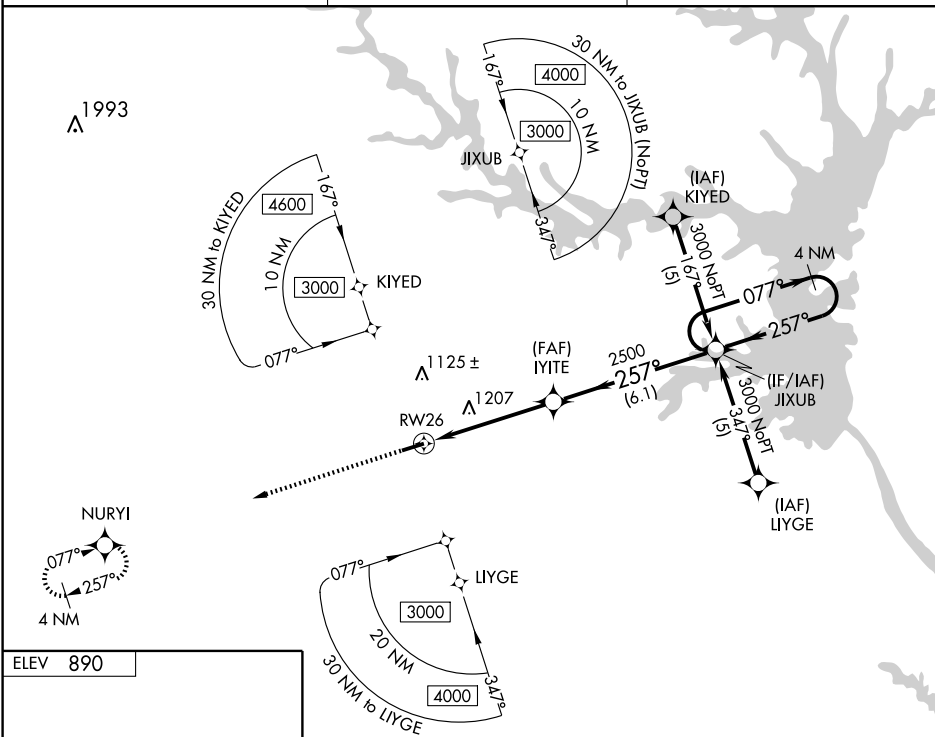 1993
30 NM to JIXUB (NoPT)
167°
4000
10 NM
3000
JIXUB
347°
(IAF)
KIYED
3000 NoPT
167°
(5)
4 NM
077°
257°
30 NM to KIYED
4600
167°
10 NM
3000
KIYED
077°
(FAF)
IYITE
2500
257°
(6.1)
(IF/IAF)
JIXUB
3000 NoPT
347°
(5)
(IAF)
LIYGE
1125 ±
1207
RW26
NURYI
077°
257°
4 NM
077°
LIYGE
3000
20 NM
347°
4000
30 NM to LIYGE
ELEV 890